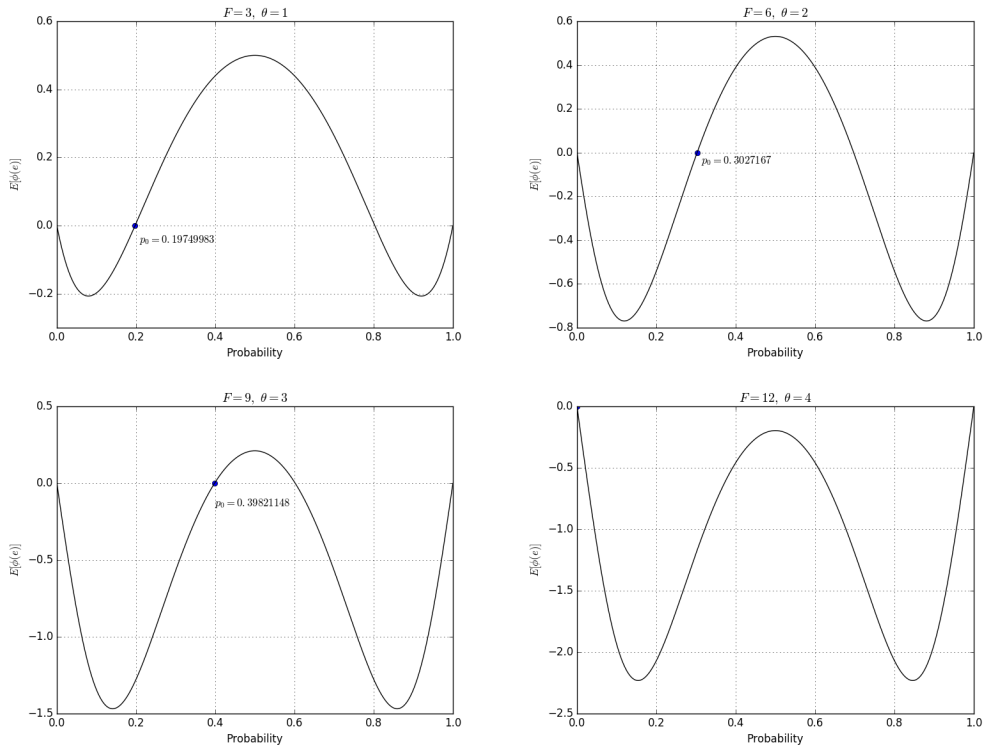 F = 3, θ = 1
0.6
0.4
0.2
0.0
−0.2
E[ϕ(e)]
p₀ = 0.19749983
0.0 0.2 0.4 0.6 0.8 1.0
Probability
F = 6, θ = 2
0.6
0.4
0.2
0.0
−0.2
−0.4
−0.6
−0.8
E[ϕ(e)]
p₀ = 0.3027167
0.0 0.2 0.4 0.6 0.8 1.0
Probability
F = 9, θ = 3
0.5
0.0
−0.5
−1.0
−1.5
E[ϕ(e)]
p₀ = 0.39821148
0.0 0.2 0.4 0.6 0.8 1.0
Probability
F = 12, θ = 4
0.0
−0.5
−1.0
−1.5
−2.0
−2.5
E[ϕ(e)]
0.0 0.2 0.4 0.6 0.8 1.0
Probability